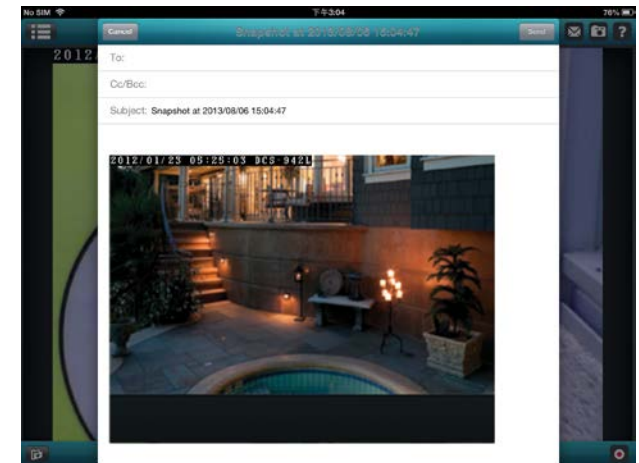 No SIM 下午3:04 76%
Cancel Snapshot at 2013/08/06 15:04:47 Send ?
2012
To:
Cc/Bcc:
Subject: Snapshot at 2013/08/06 15:04:47
2012/01/23 05:25:03 DCS-942L